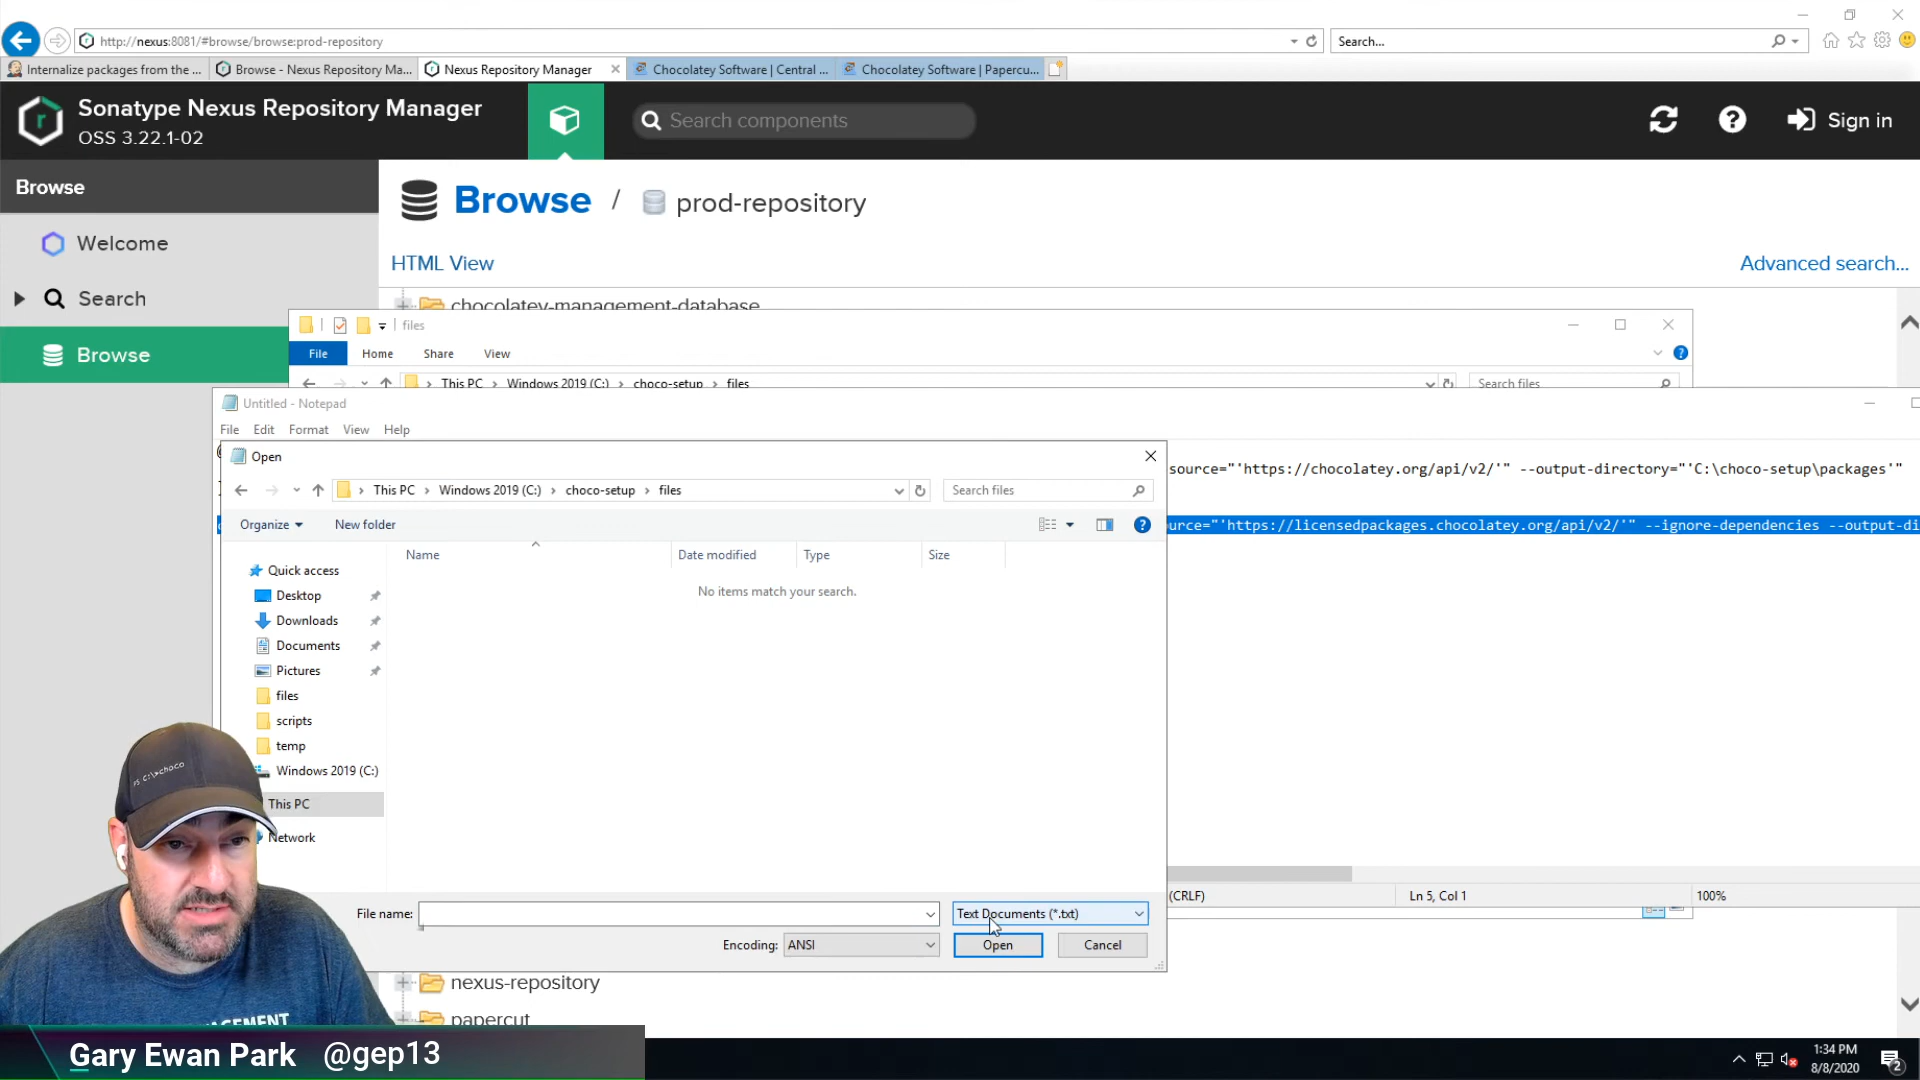 http://nexus:8081/#browse/browse:prod-repository
Search...
Internalize packages from the ...
Browse - Nexus Repository Ma...
Nexus Repository Manager
Chocolatey Software | Central ...
Chocolatey Software | Papercu...
Sonatype Nexus Repository Manager
OSS 3.22.1-02
Search components
Sign in
Browse
Browse / prod-repository
Welcome
HTML View
Advanced search...
Search
chocolatey-management-database
files
Browse
File Home Share View
This PC > Windows 2019 (C:) > choco-setup > files
Search files
Untitled - Notepad
File Edit Format View Help
Open
source="'https://chocolatey.org/api/v2/'" --output-directory="'C:\choco-setup\packages'"
This PC > Windows 2019 (C:) > choco-setup > files
Search files
Organize
New folder
urce="'https://licensedpackages.chocolatey.org/api/v2/'" --ignore-dependencies --output-di
Name Date modified Type Size
Quick access
No items match your search.
Desktop
Downloads
Documents
Pictures
files
scripts
temp
Windows 2019 (C:)
This PC
Network
PS C:\>choco
(CRLF)
Ln 5, Col 1
100%
File name:
Text Documents (*.txt)
Encoding: ANSI
Open
Cancel
nexus-repository
papercut
Gary Ewan Park @gep13
1:34 PM
8/8/2020
2